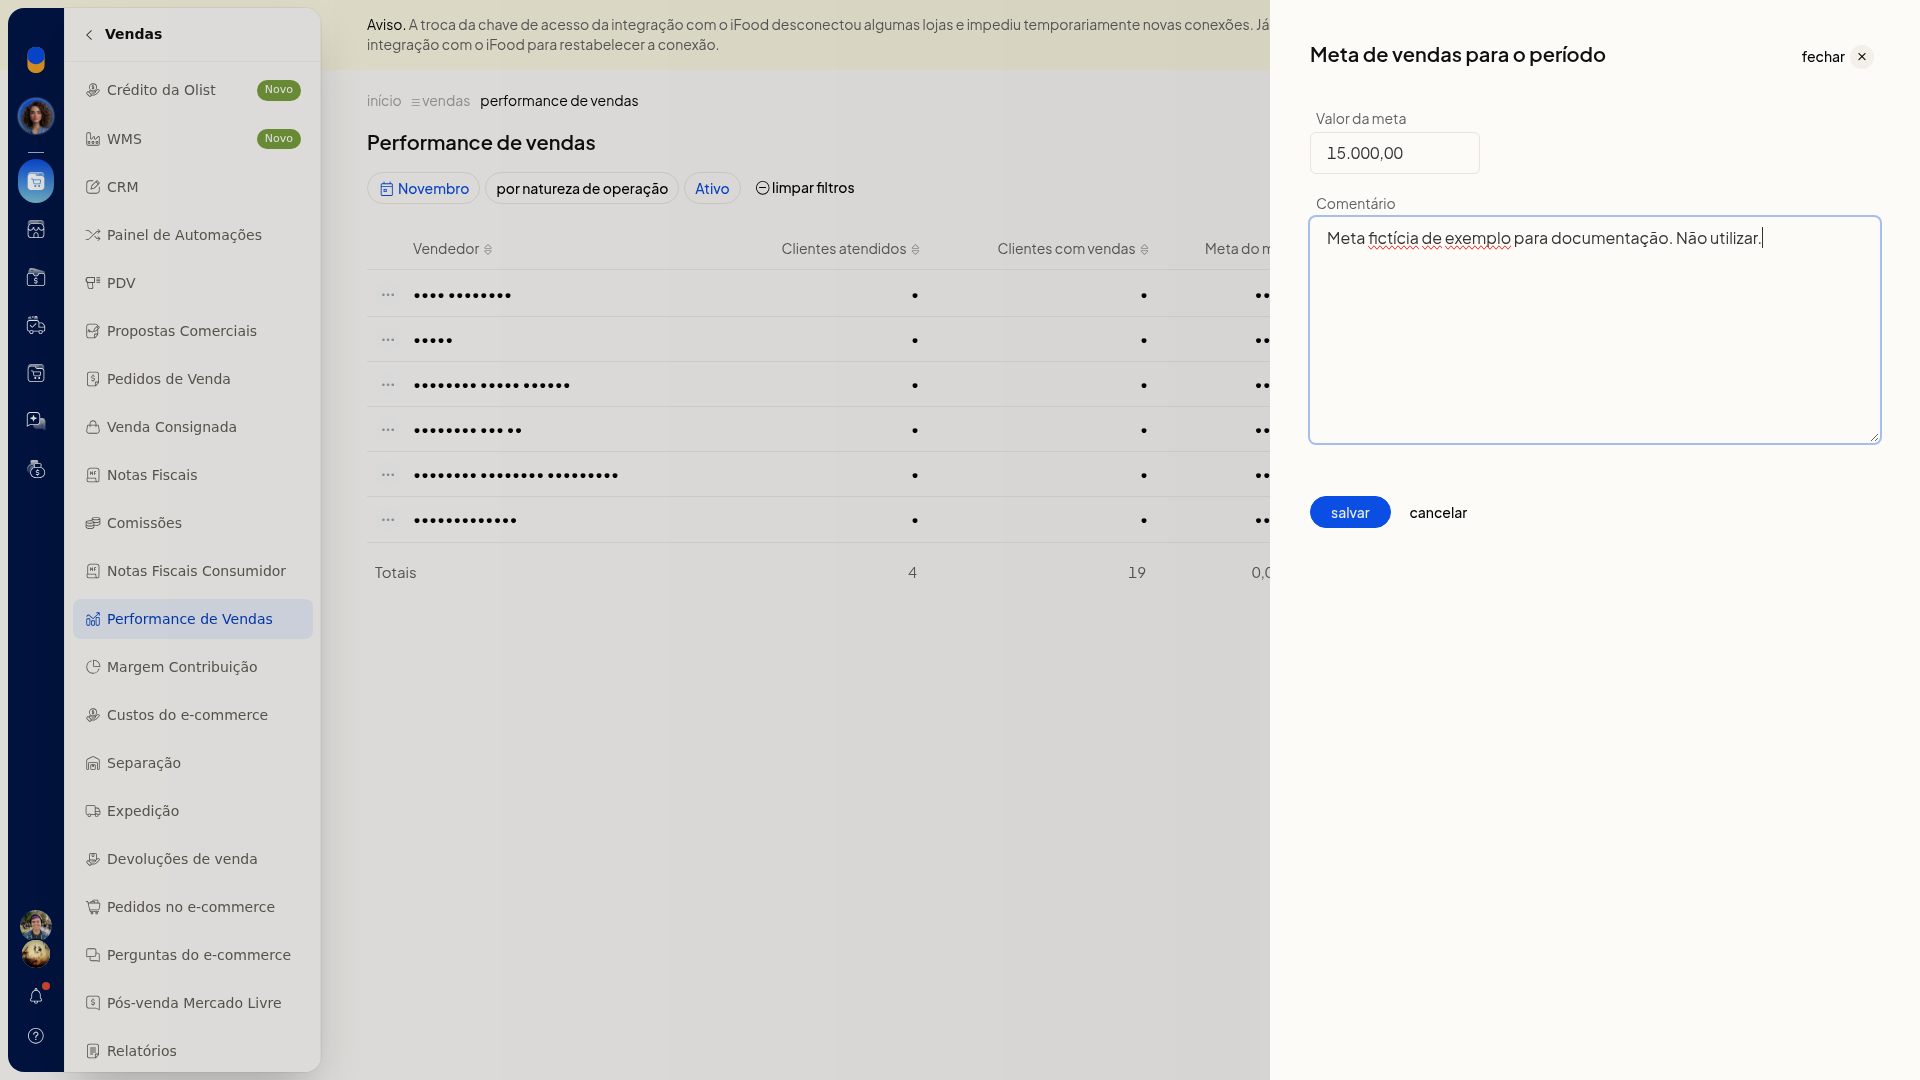 Vendas
Crédito da Olist Novo
WMS Novo
CRM
Painel de Automações
PDV
Propostas Comerciais
Pedidos de Venda
Venda Consignada
Notas Fiscais
Comissões
Notas Fiscais Consumidor
Performance de Vendas
Margem Contribuição
Custos do e-commerce
Separação
Expedição
Devoluções de venda
Pedidos no e-commerce
Perguntas do e-commerce
Pós-venda Mercado Livre
Relatórios
Aviso. A troca da chave de acesso da integração com o iFood desconectou algumas lojas e impediu temporariamente novas conexões. Já
integração com o iFood para restabelecer a conexão.
início vendas performance de vendas
Performance de vendas
Novembro por natureza de operação Ativo limpar filtros
Vendedor Clientes atendidos Clientes com vendas Meta do m
•••• •••••••• • • ••
••••• • • ••
•••••••• ••••• •••••• • • ••
•••••••• ••• •• • • ••
•••••••• •••••••• ••••••••• • • ••
••••••••••••• • • ••
Totais 4 19 0,0
Meta de vendas para o período
fechar
Valor da meta
15.000,00
Comentário
Meta fictícia de exemplo para documentação. Não utilizar.
salvar cancelar